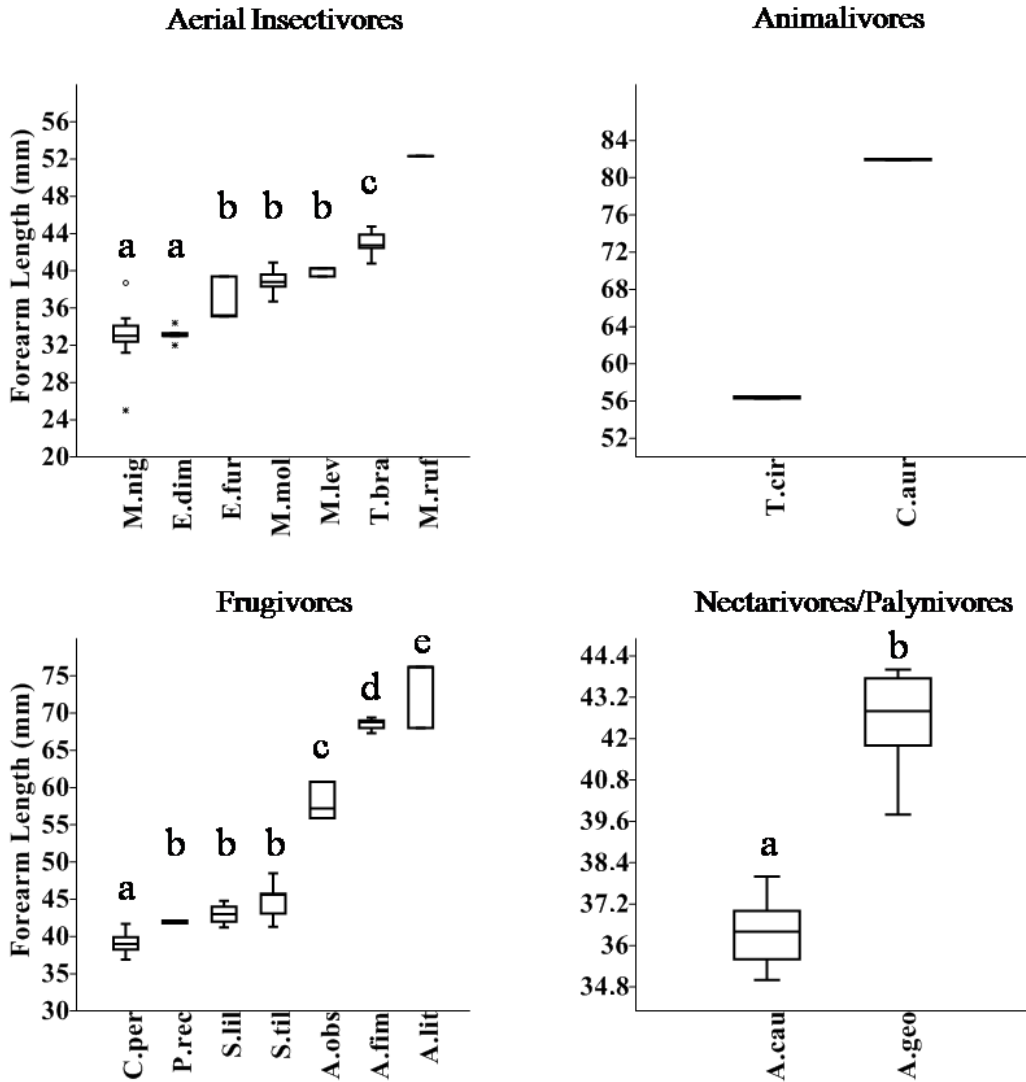 Aerial Insectivores
Forearm Length (mm)
56
52
48
44
40
36
32
28
24
20
a
a
b
b
b
c
M.nig
E.dim
E.fur
M.mol
M.lev
T.bra
M.ruf
Animalivores
84
80
76
72
68
64
60
56
52
T.cir
C.aur
Frugivores
Forearm Length (mm)
75
70
65
60
55
50
45
40
35
30
a
b
b
b
c
d
e
C.per
P.rec
S.lil
S.til
A.obs
A.fim
A.lit
Nectarivores/Palynivores
44.4
43.2
42
40.8
39.6
38.4
37.2
36
34.8
a
b
A.cau
A.geo